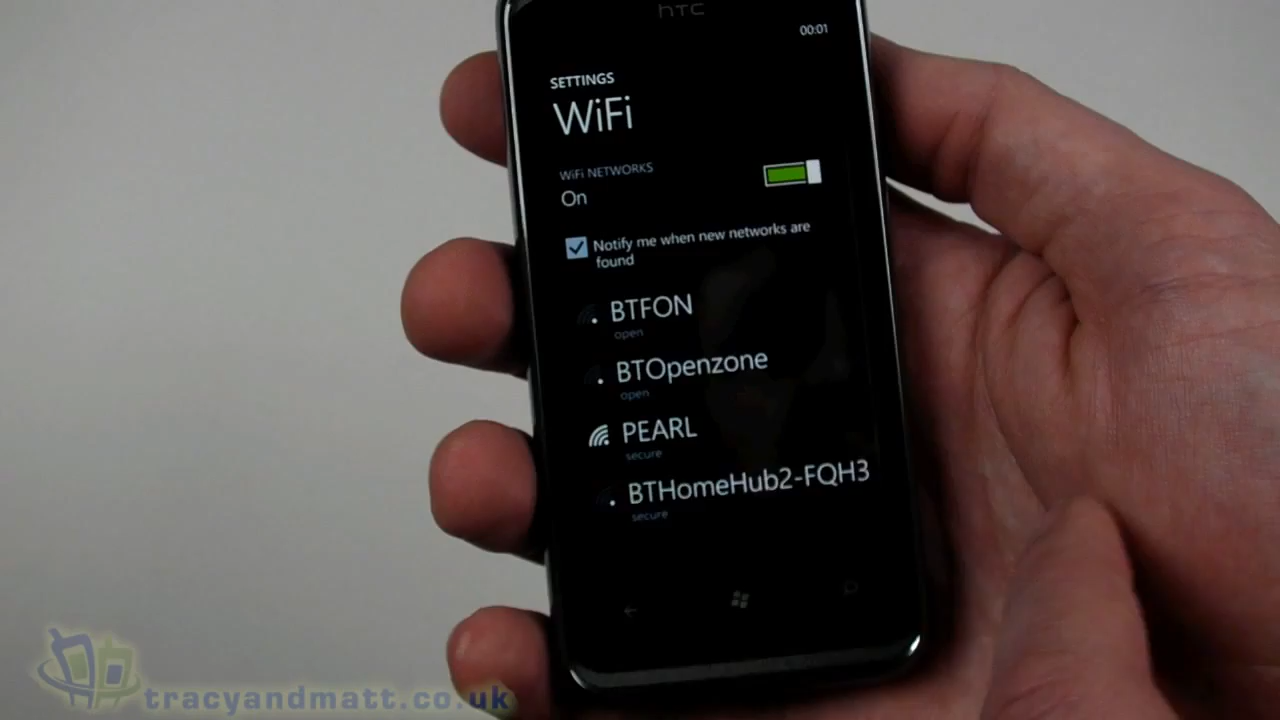 hTC
00:01
SETTINGS
WiFi
WiFi NETWORKS
On
Notify me when new networks are
found
BTFON
open
BTOpenzone
open
PEARL
secure
BTHomeHub2-FQH3
secure
tracyandmatt.co.uk